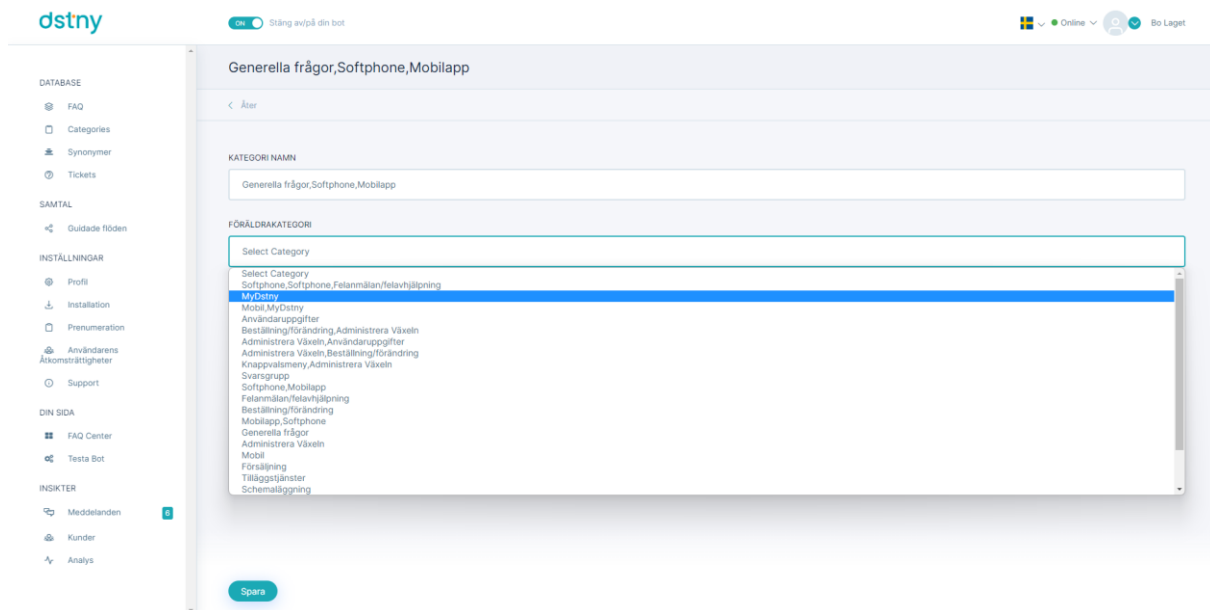 dstny
ON Stäng av/på din bot
Online
Bo Laget
DATABASE
FAQ
Categories
Synonymer
Tickets
SAMTAL
Guidade flöden
INSTÄLLNINGAR
Profil
Installation
Prenumeration
Användarens
Åtkomsträttigheter
Support
DIN SIDA
FAQ Center
Testa Bot
INSIKTER
Meddelanden 6
Kunder
Analys
Generella frågor,Softphone,Mobilapp
Åter
KATEGORI NAMN
Generella frågor,Softphone,Mobilapp
FÖRÄLDRAKATEGORI
Select Category
Select Category
Softphone,Softphone,Felanmälan/felavhjälpning
MyDstny
Mobil,MyDstny
Användaruppgifter
Beställning/förändring,Administrera Växeln
Administrera Växeln,Användaruppgifter
Administrera Växeln,Beställning/förändring
Knappvalsmeny,Administrera Växeln
Svarsgrupp
Softphone,Mobilapp
Felanmälan/felavhjälpning
Beställning/förändring
Mobilapp,Softphone
Generella frågor
Administrera Växeln
Mobil
Försäljning
Tilläggstjänster
Schemaläggning
Spara